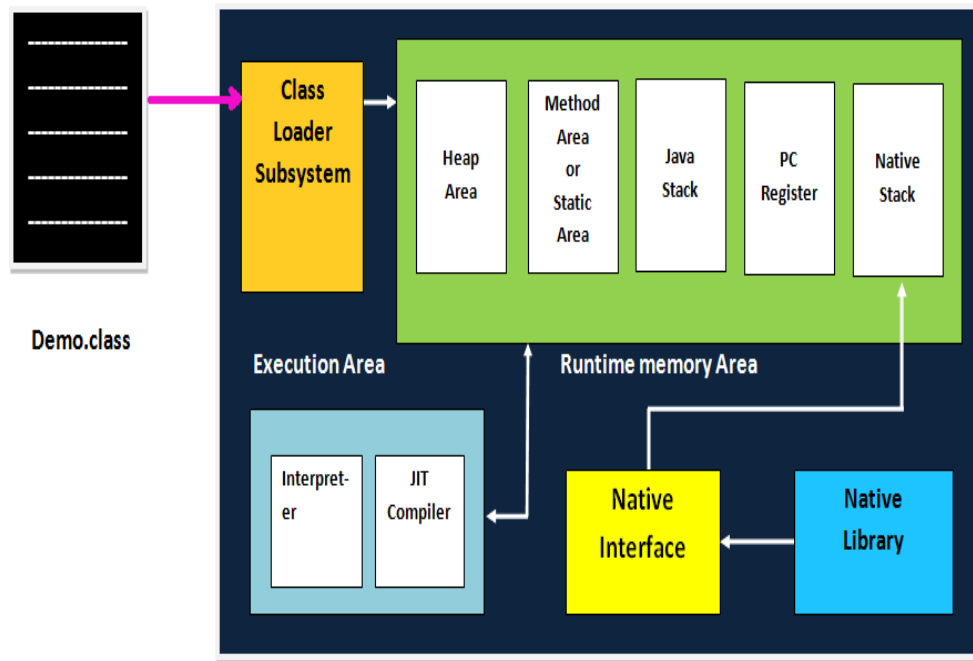 Class
Loader
Subsystem
Heap
Area
Method
Area
or
Static
Area
Java
Stack
PC
Register
Native
Stack
Demo.class
Execution Area
Runtime memory Area
Interpret-
er
JIT
Compiler
Native
Interface
Native
Library